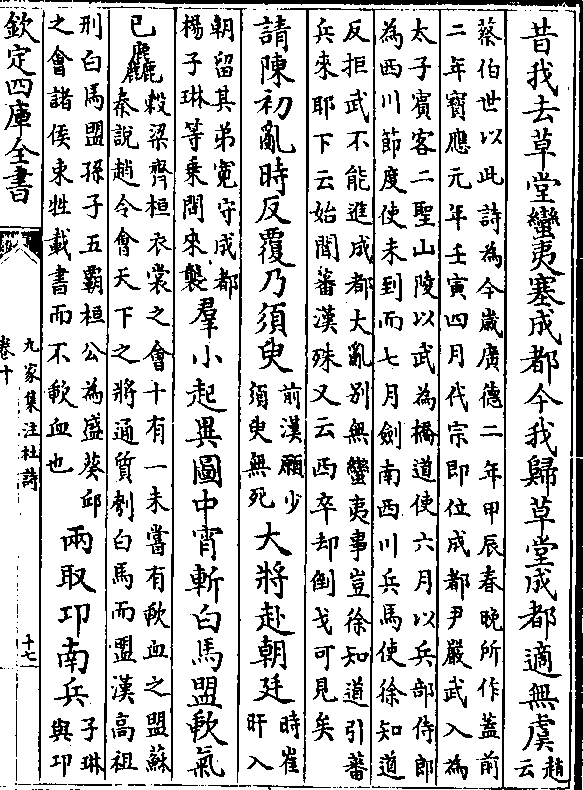 昔我去草堂蠻夷塞成都今我歸草堂成都適無虞趙云
蔡伯世以此詩為今歲廣德二年甲辰春晚所作蓋前
二年寶應元年壬寅四月代宗即位成都尹嚴武入為
太子賓客二聖山陵以武為橋道使六月以兵部侍郎
為西川節度使未到而七月劍南西川兵馬使徐知道
反拒武不能進成都大亂別無蠻夷事豈徐知道引蕃
兵來耶下云始聞蕃漢殊又云西卒却倒戈可見矣
請陳初亂時反覆乃須臾前漢願少須臾無死大將赴朝廷時崔旰入
朝留其弟寛守成都楊子琳等乗間來襲羣小起異圖中宵斬白馬盟歃氣
已麤穀梁齊桓衣裳之會十有一未嘗有歃血之盟蘇秦說趙令會天下之將通質刳白馬而盟漢高祖
刑白馬盟孫子五霸桓公為盛葵邱之會諸侯束牲載書而不歃血也兩取邛南兵子琳與邛
欽定四庫全書
九家集注杜詩
卷十
十七